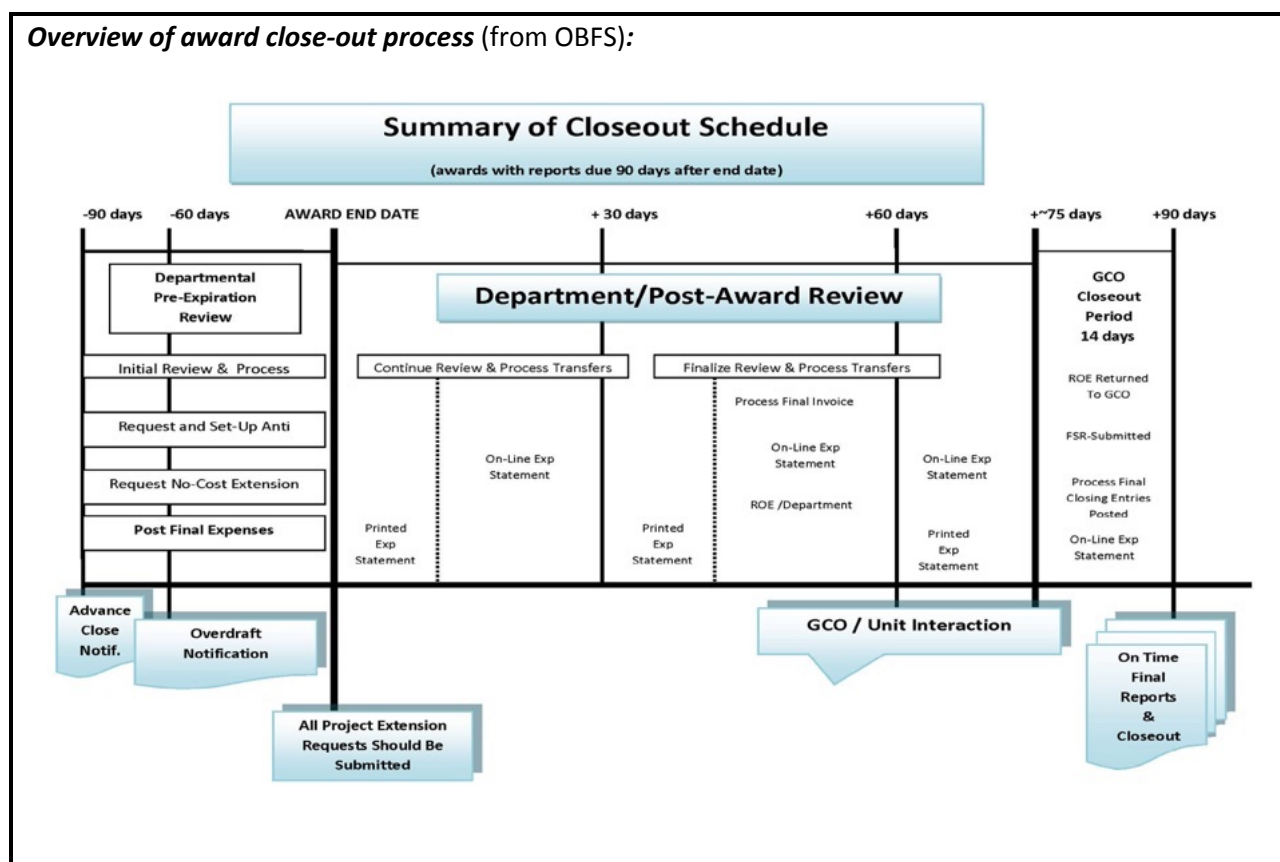 Overview of award close-out process (from OBFS):
Summary of Closeout Schedule
(awards with reports due 90 days after end date)
-90 days
-60 days
AWARD END DATE
+ 30 days
+60 days
+~75 days
+90 days
Departmental
Pre-Expiration
Review
Department/Post-Award Review
GCO
Closeout
Period
14 days
Initial Review & Process
Continue Review & Process Transfers
Finalize Review & Process Transfers
ROE Returned
To GCO
Process Final Invoice
Request and Set-Up Anti
FSR-Submitted
On-Line Exp
Statement
On-Line Exp
Statement
On-Line Exp
Statement
Request No-Cost Extension
Process Final
Closing Entries
Posted
ROE /Department
Post Final Expenses
Printed
Exp
Statement
Printed
Exp
Statement
Printed
Exp
Statement
On-Line Exp
Statement
Advance
Close
Notif.
Overdraft
Notification
GCO / Unit Interaction
On Time
Final
Reports
&
Closeout
All Project Extension
Requests Should Be
Submitted